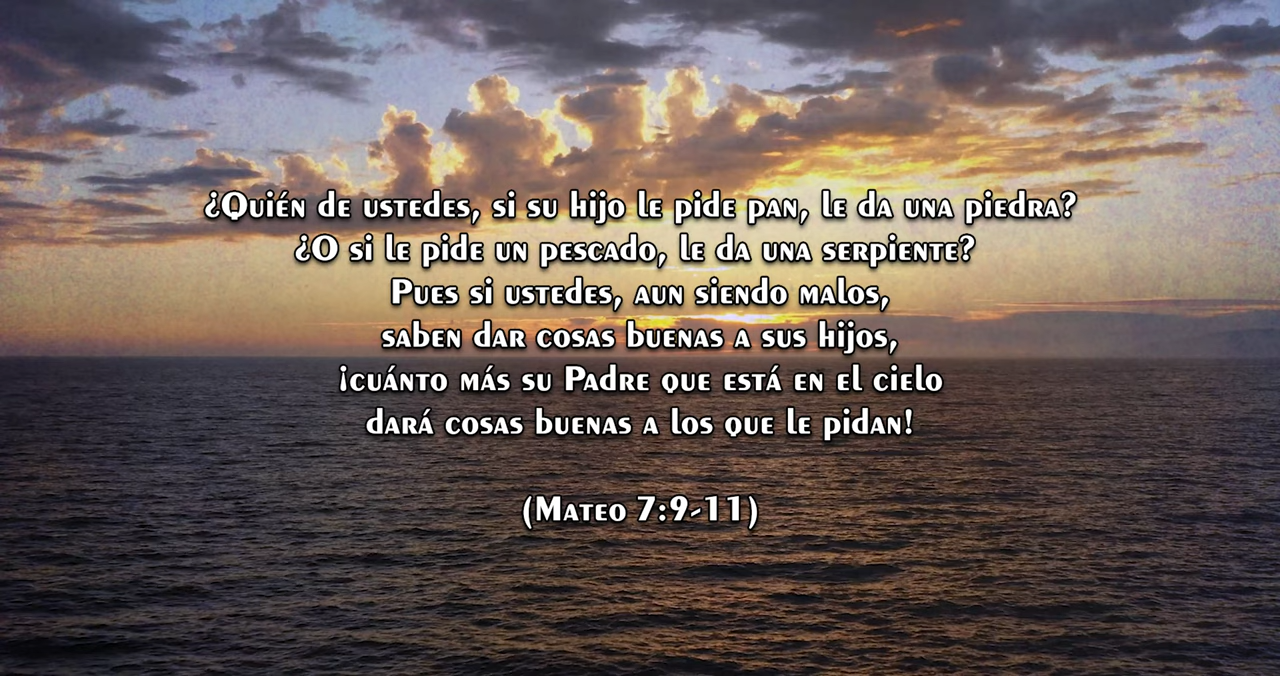 ¿Quién de ustedes, si su hijo le pide pan, le da una piedra?
¿O si le pide un pescado, le da una serpiente?
Pues si ustedes, aun siendo malos,
saben dar cosas buenas a sus hijos,
¡cuánto más su Padre que está en el cielo
dará cosas buenas a los que le pidan!
(Mateo 7:9-11)